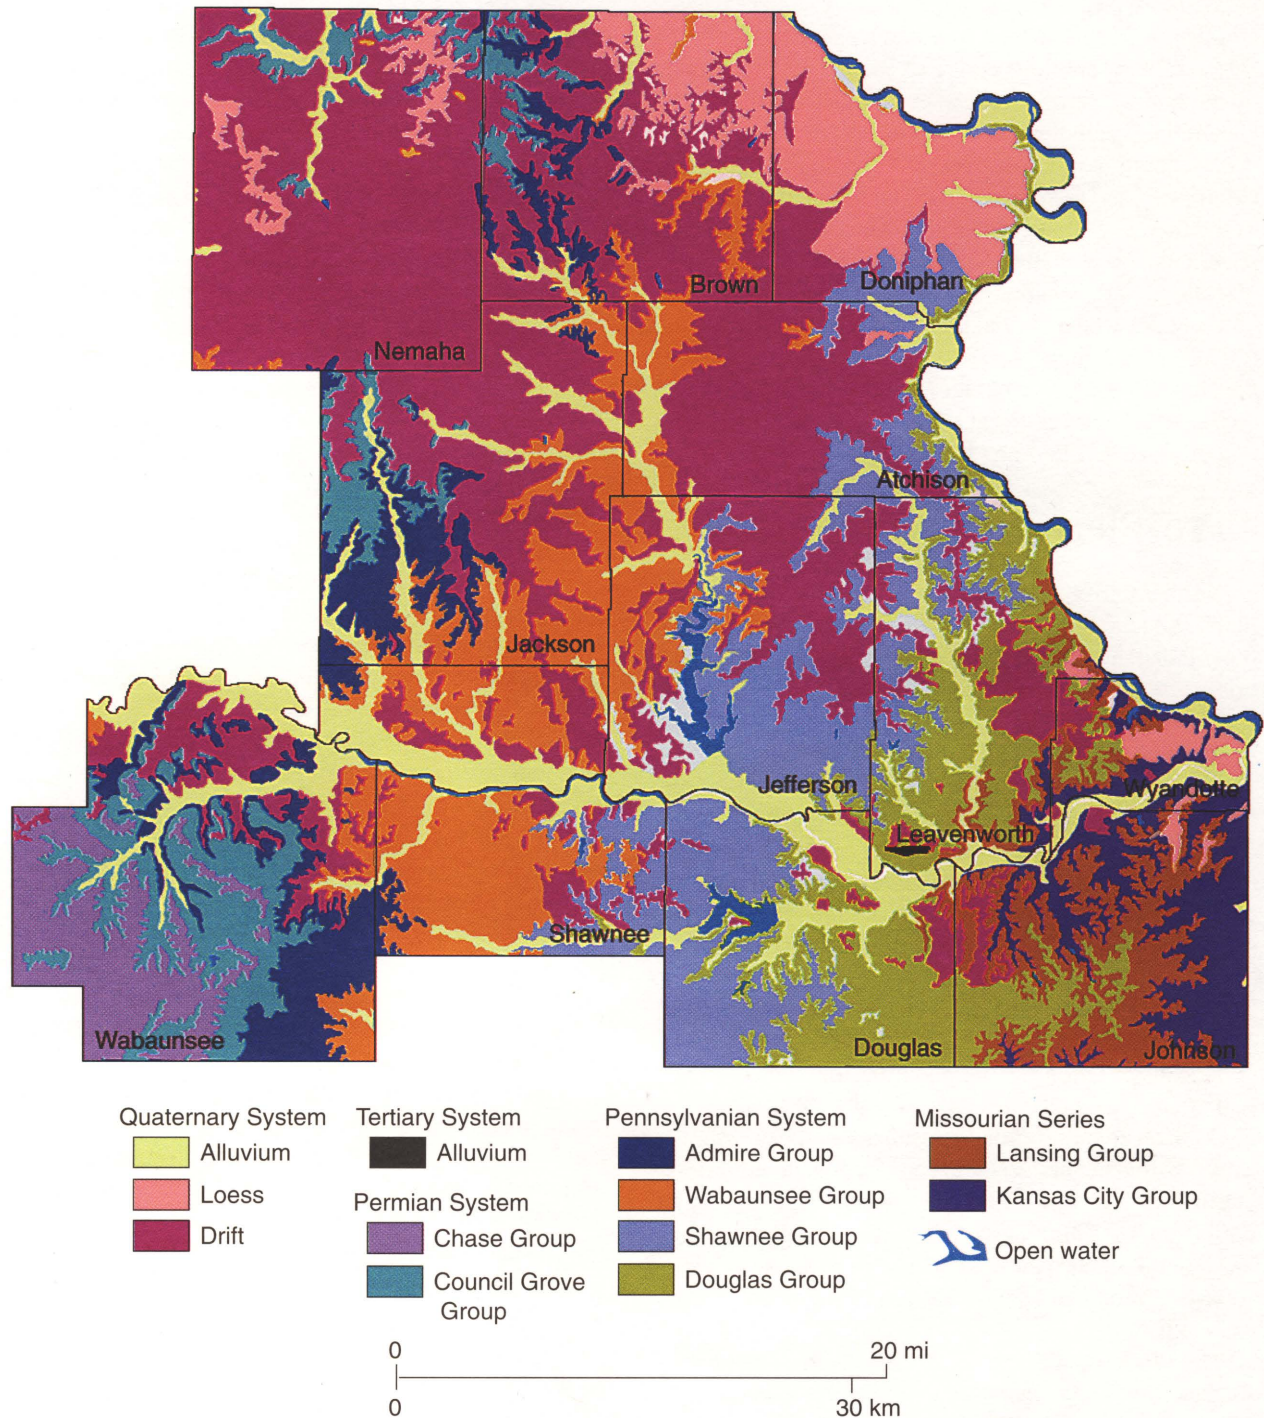 Brown
Doniphan
Nemaha
Atchison
Jackson
Jefferson
Wyandotte
Leavenworth
Shawnee
Wabaunsee
Douglas
Johnson
Quaternary System
Alluvium
Loess
Drift
Tertiary System
Alluvium
Permian System
Chase Group
Council Grove
Group
Pennsylvanian System
Admire Group
Wabaunsee Group
Shawnee Group
Douglas Group
Missourian Series
Lansing Group
Kansas City Group
Open water
0 20 mi
0 30 km